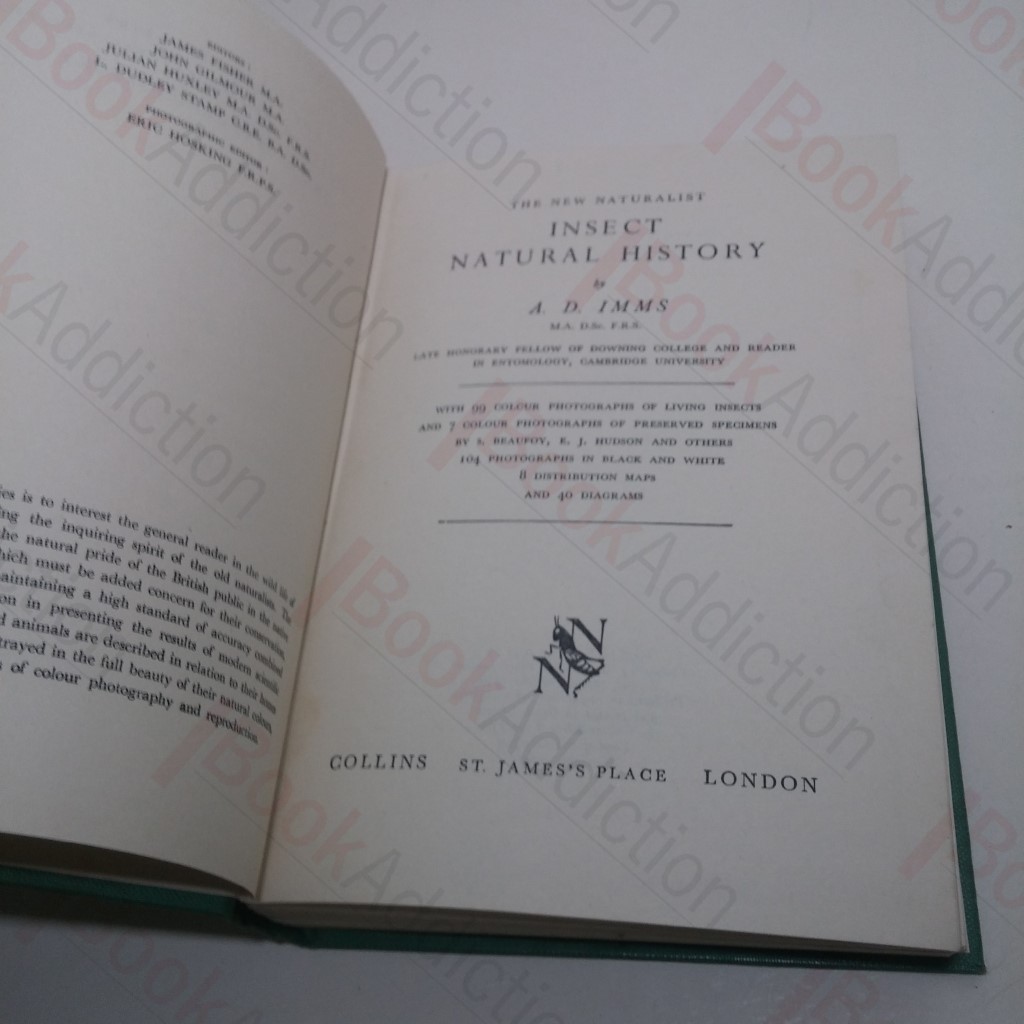 EDITORS:
JAMES FISHER M.A.
JOHN GILMOUR M.A.
JULIAN HUXLEY M.A. D.Sc. F.R.S.
L. DUDLEY STAMP C.B.E. B.A. D.Sc.
PHOTOGRAPHIC EDITOR:
ERIC HOSKING F.R.P.S.
is to interest the general reader in the wild life of
the inquiring spirit of the old naturalists. The
the natural pride of the British public in the native
which must be added concern for their conservation,
maintaining a high standard of accuracy combined
in presenting the results of modern scientific
animals are described in relation to their homes
in the full beauty of their natural colours,
of colour photography and reproduction
THE NEW NATURALIST
INSECT
NATURAL HISTORY
by
A. D. IMMS
M.A. D.Sc. F.R.S.
LATE HONORARY FELLOW OF DOWNING COLLEGE AND READER
IN ENTOMOLOGY, CAMBRIDGE UNIVERSITY
WITH 99 COLOUR PHOTOGRAPHS OF LIVING INSECTS
AND 7 COLOUR PHOTOGRAPHS OF PRESERVED SPECIMENS
BY S. BEAUFOY, E. J. HUDSON AND OTHERS
104 PHOTOGRAPHS IN BLACK AND WHITE
8 DISTRIBUTION MAPS
AND 40 DIAGRAMS
N N
COLLINS ST. JAMES'S PLACE LONDON
BookAddiction